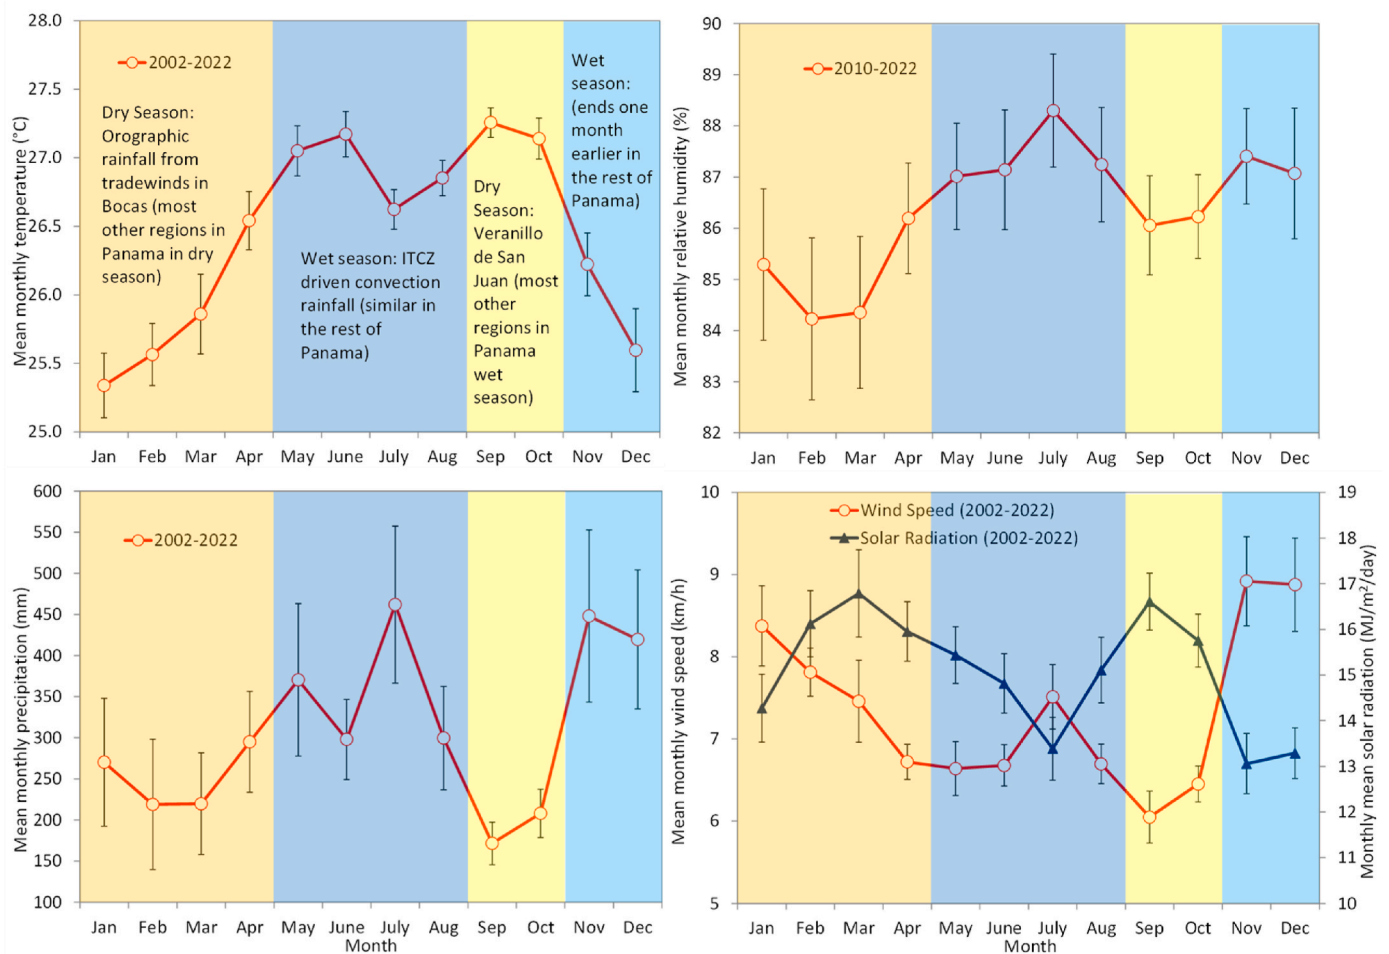 28.0
27.5
27.0
26.5
26.0
25.5
25.0
Mean monthly temperature (°C)
2002-2022
Dry Season:
Orographic
rainfall from
tradewinds in
Bocas (most
other regions in
Panama in dry
season)
Wet season: ITCZ
driven convection
rainfall (similar in
the rest of
Panama)
Dry
Season:
Veranillo
de San
Juan (most
other
regions in
Panama
wet
season)
Wet
season:
(ends one
month
earlier in
the rest of
Panama)
Jan Feb Mar Apr May June July Aug Sep Oct Nov Dec
90
89
88
87
86
85
84
83
82
Mean monthly relative humidity (%)
2010-2022
Jan Feb Mar Apr May June July Aug Sep Oct Nov Dec
600
550
500
450
400
350
300
250
200
150
100
Mean monthly precipitation (mm)
2002-2022
Jan Feb Mar Apr May June July Aug Sep Oct Nov Dec
Month
10
9
8
7
6
5
Mean monthly wind speed (km/h)
Wind Speed (2002-2022)
Solar Radiation (2002-2022)
19
18
17
16
15
14
13
12
11
10
Monthly mean solar radiation (MJ/m²/day)
Jan Feb Mar Apr May June July Aug Sep Oct Nov Dec
Month